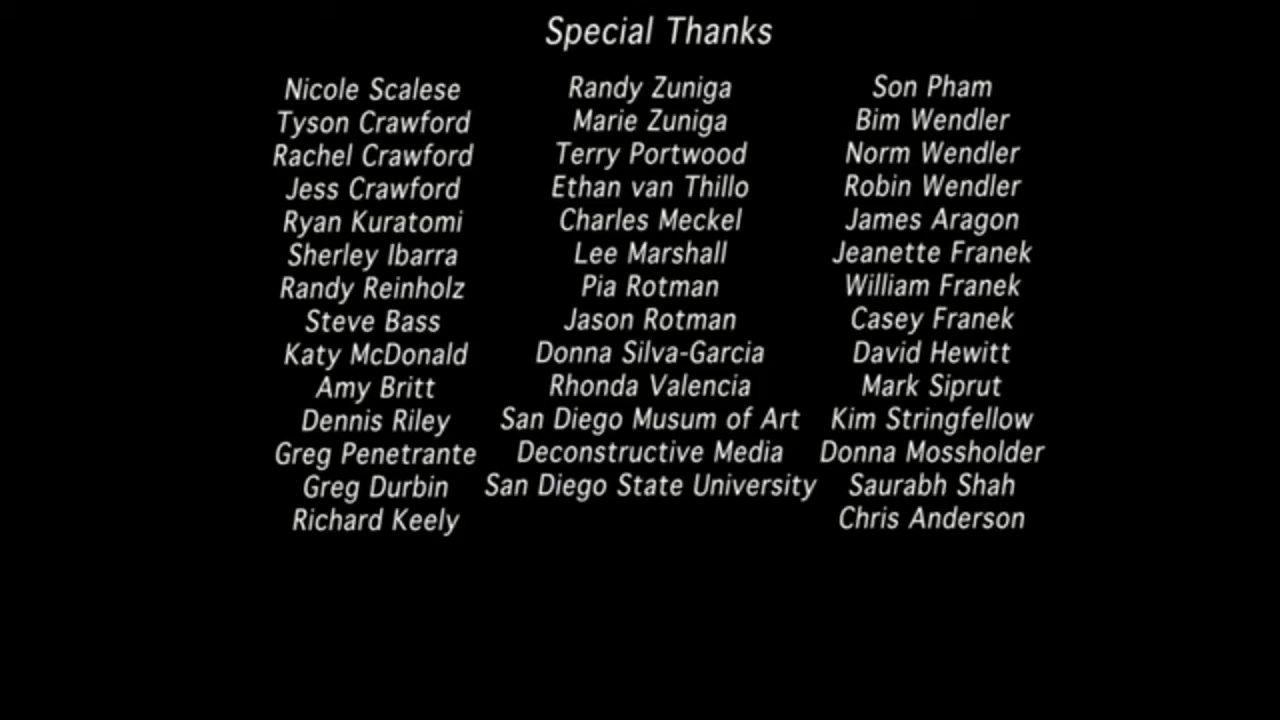 Special Thanks
Nicole Scalese
Tyson Crawford
Rachel Crawford
Jess Crawford
Ryan Kuratomi
Sherley Ibarra
Randy Reinholz
Steve Bass
Katy McDonald
Amy Britt
Dennis Riley
Greg Penetrante
Greg Durbin
Richard Keely
Randy Zuniga
Marie Zuniga
Terry Portwood
Ethan van Thillo
Charles Meckel
Lee Marshall
Pia Rotman
Jason Rotman
Donna Silva-Garcia
Rhonda Valencia
San Diego Musum of Art
Deconstructive Media
San Diego State University
Son Pham
Bim Wendler
Norm Wendler
Robin Wendler
James Aragon
Jeanette Franek
William Franek
Casey Franek
David Hewitt
Mark Siprut
Kim Stringfellow
Donna Mossholder
Saurabh Shah
Chris Anderson